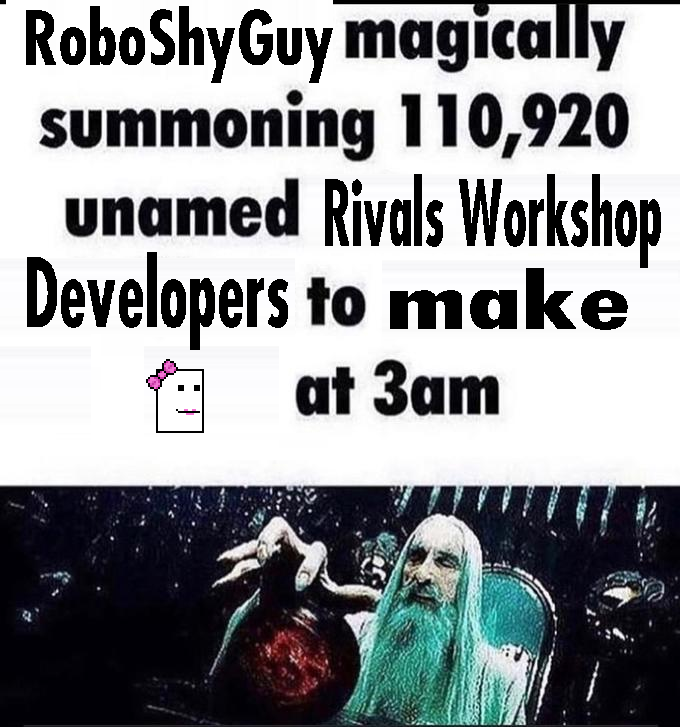 RoboShyGuy magically
summoning 110,920
unamed Rivals Workshop
Developers to make
at 3am